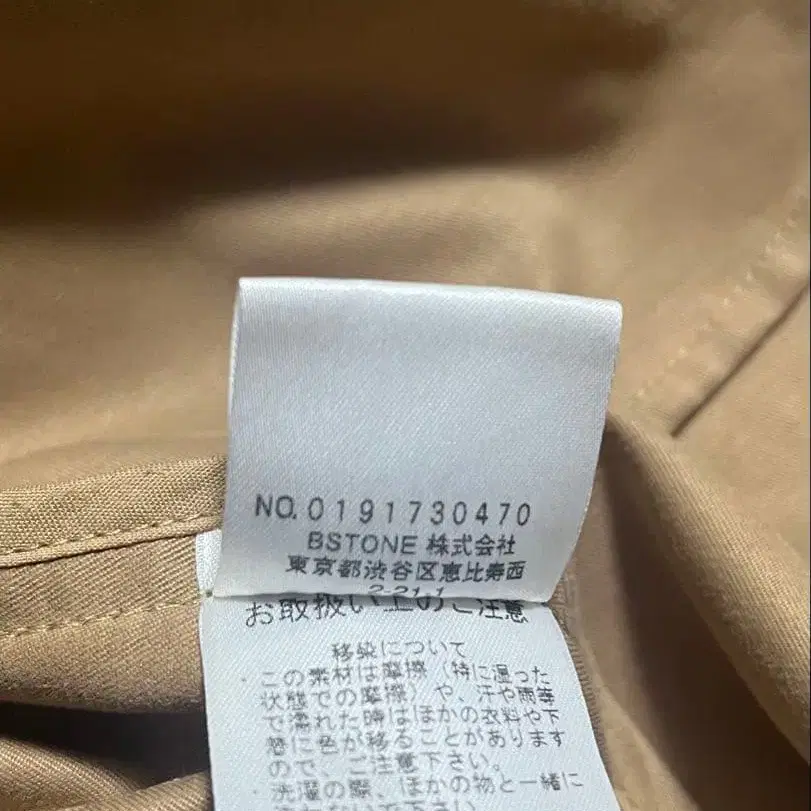 NO. 0191730470
BSTONE 株式会社
東京都渋谷区恵比寿西
2-21-1
お取扱い上のご注意
移染について
・この素材は摩擦（特に湿った
状態での摩擦）や、汗や雨等
で濡れた時はほかの衣料や下
着に色が移ることがあります
ので、ご注意下さい。
・洗濯の際、ほかの物と一緒に